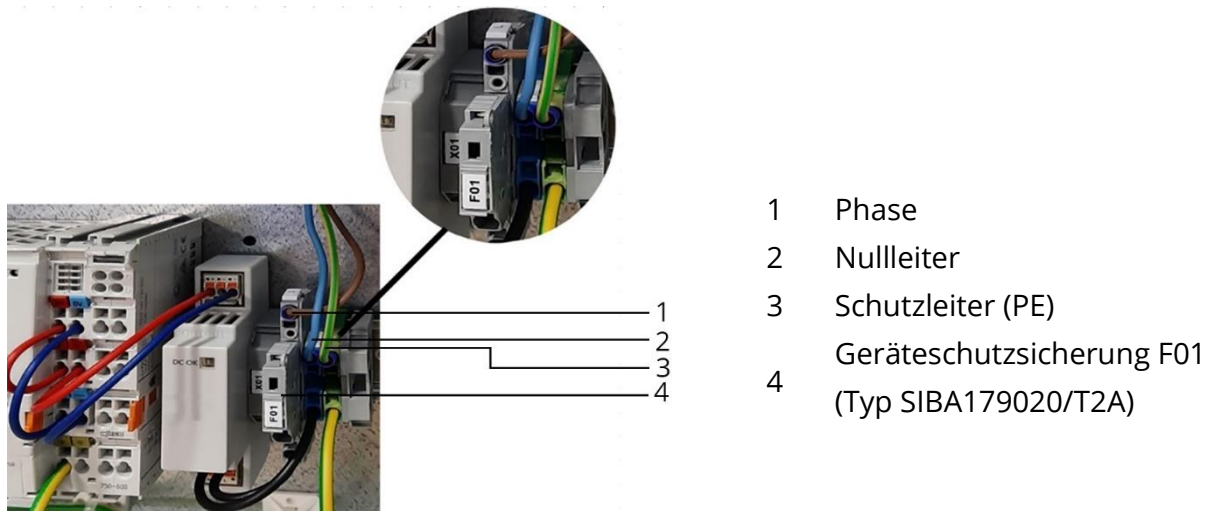 X01
F01
DC OK
X01
F01
750-600
1
2
3
4
1 Phase
2 Nullleiter
3 Schutzleiter (PE)
4 Geräteschutzsicherung F01
(Typ SIBA179020/T2A)